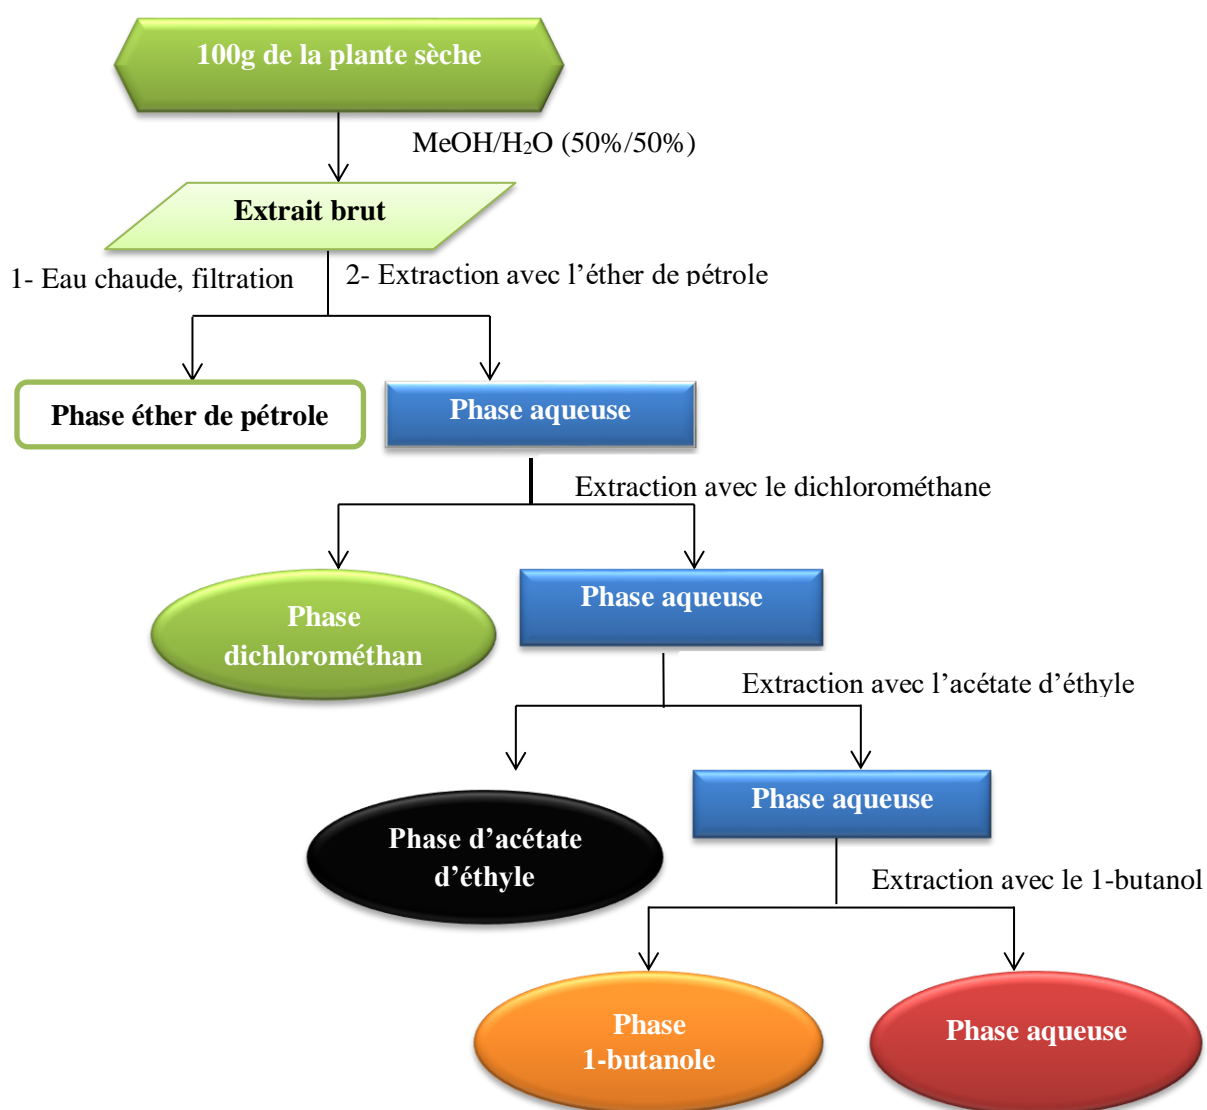 100g de la plante sèche
MeOH/H₂O (50%/50%)
Extrait brut
1- Eau chaude, filtration
2- Extraction avec l’éther de pétrole
Phase éther de pétrole
Phase aqueuse
Extraction avec le dichlorométhane
Phase
dichlorométhan
Phase aqueuse
Extraction avec l’acétate d’éthyle
Phase d’acétate
d’éthyle
Phase aqueuse
Extraction avec le 1-butanol
Phase
1-butanole
Phase aqueuse